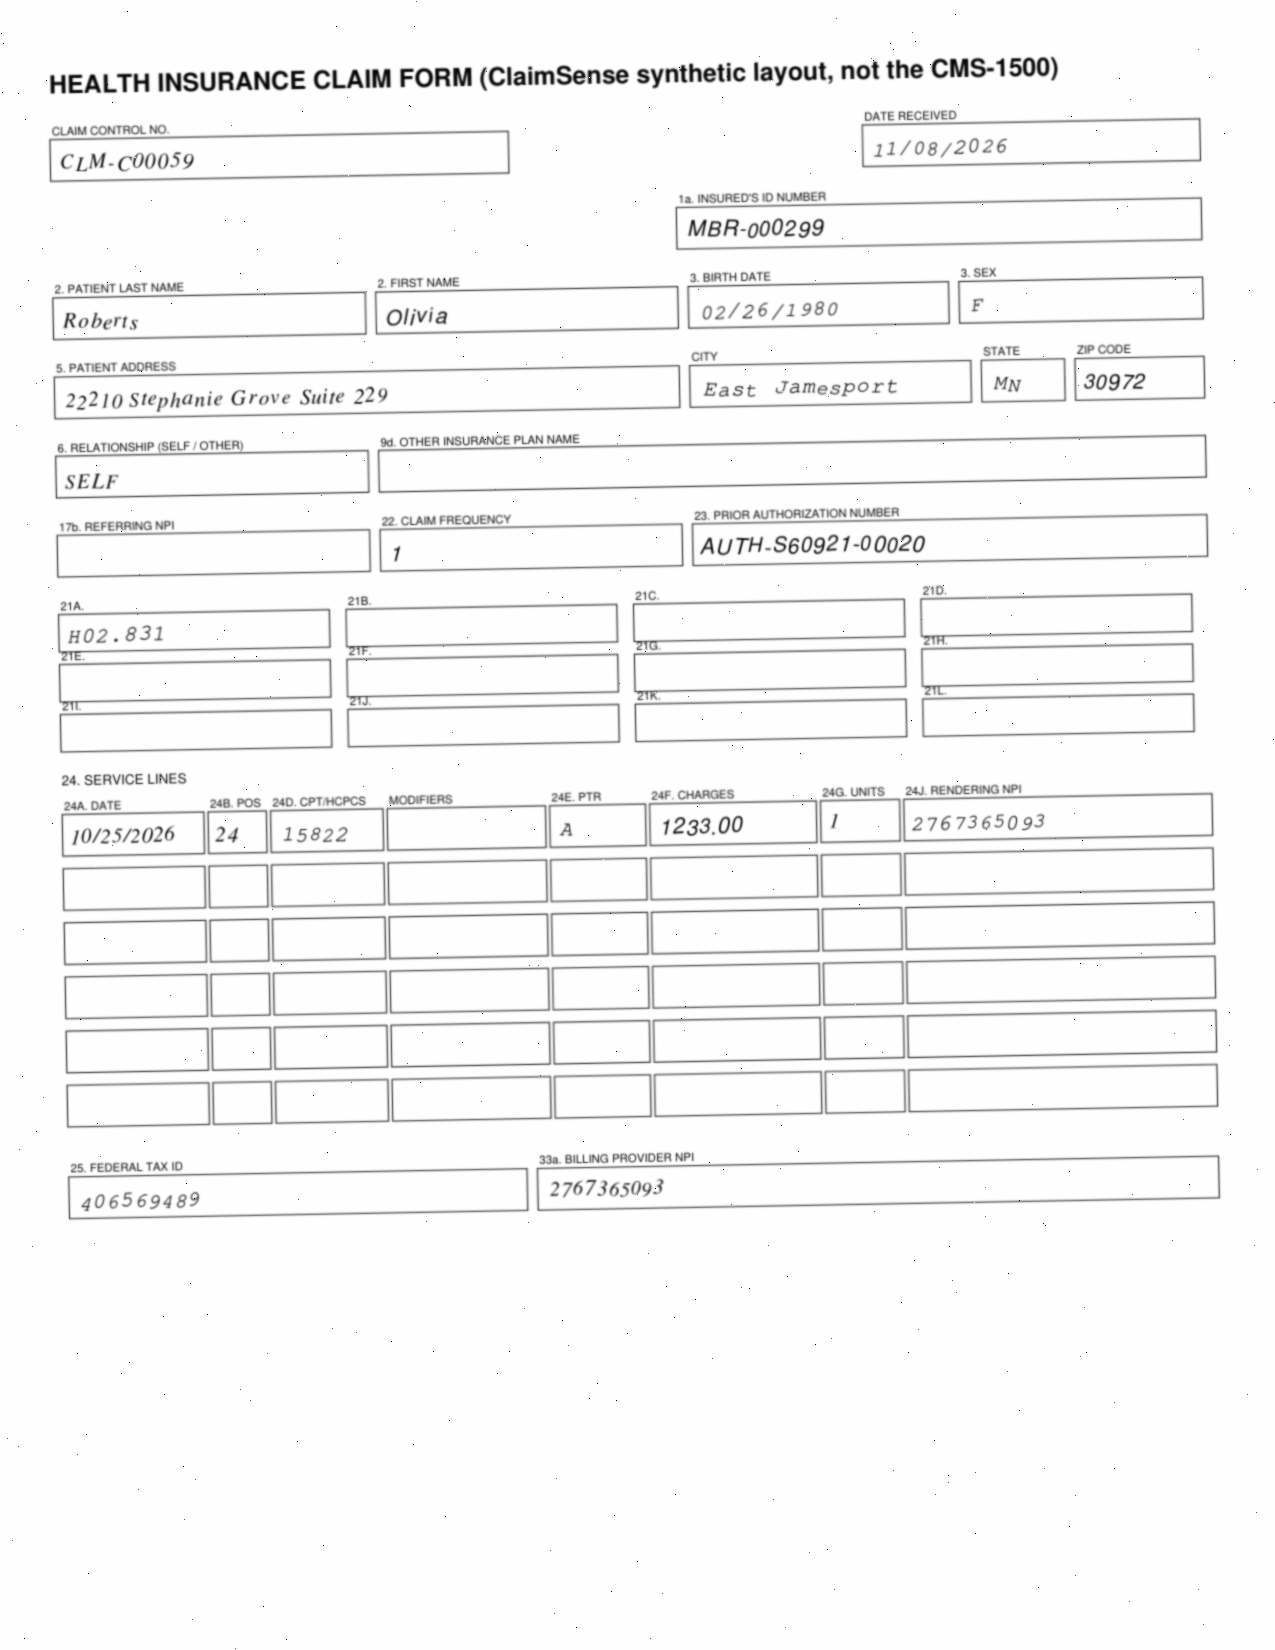 HEALTH INSURANCE CLAIM FORM (ClaimSense synthetic layout, not the CMS-1500)
CLAIM CONTROL NO.
CLM-C00059
DATE RECEIVED
11/08/2026
1a. INSURED'S ID NUMBER
MBR-000299
2. PATIENT LAST NAME
Roberts
2. FIRST NAME
Olivia
3. BIRTH DATE
02/26/1980
3. SEX
F
5. PATIENT ADDRESS
22210 Stephanie Grove Suite 229
CITY
East Jamesport
STATE
MN
ZIP CODE
30972
6. RELATIONSHIP (SELF / OTHER)
SELF
9d. OTHER INSURANCE PLAN NAME
17b. REFERRING NPI
22. CLAIM FREQUENCY
1
23. PRIOR AUTHORIZATION NUMBER
AUTH-S60921-00020
21A.
H02.831
21B.
21C.
21D.
21E.
21F.
21G.
21H.
21I.
21J.
21K.
21L.
24. SERVICE LINES
24A. DATE 24B. POS 24D. CPT/HCPCS MODIFIERS 24E. PTR 24F. CHARGES 24G. UNITS 24J. RENDERING NPI
10/25/2026 24 15822 A 1233.00 1 2767365093
25. FEDERAL TAX ID
406569489
33a. BILLING PROVIDER NPI
2767365093